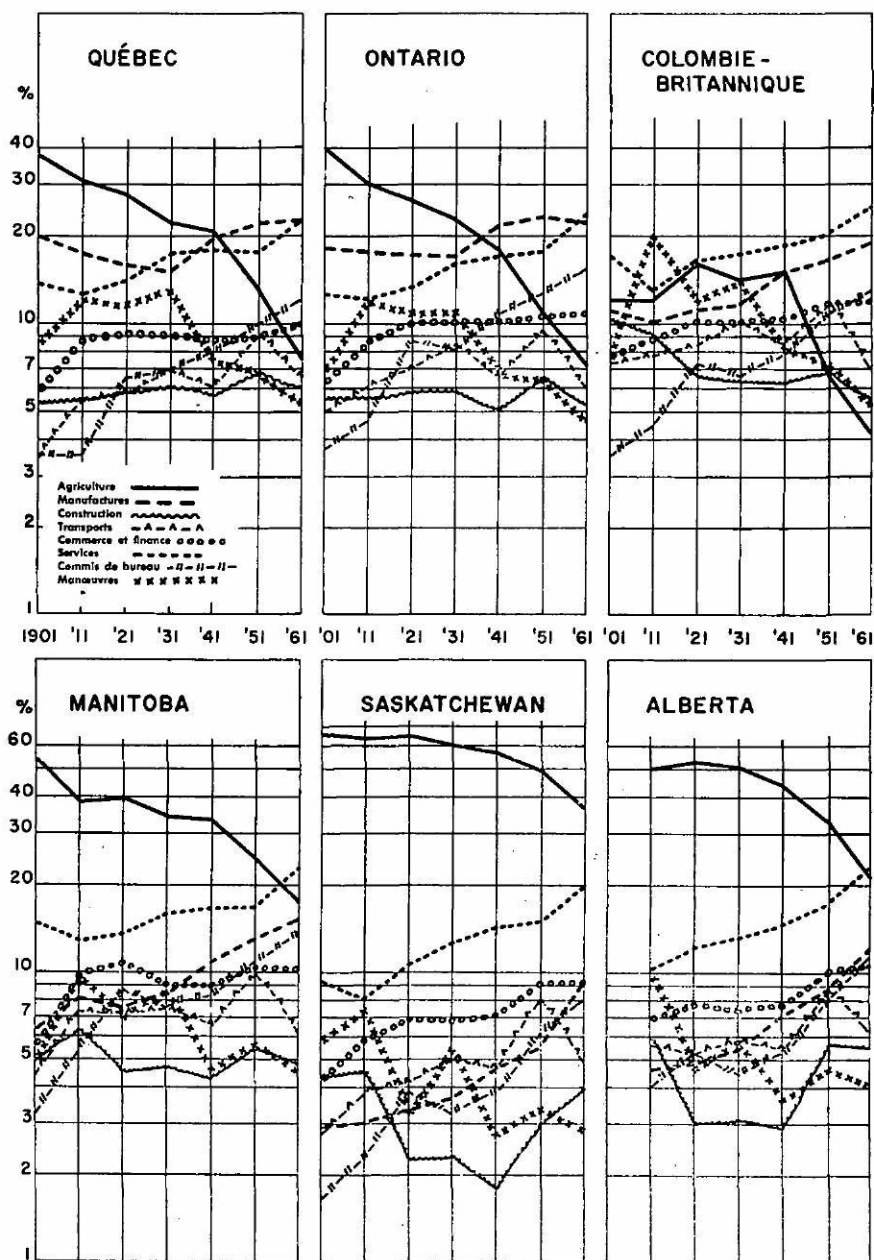 QUÉBEC
ONTARIO
COLOMBIE-
BRITANNIQUE
%
40
30
20
10
7
5
3
2
1
Agriculture
Manufactures
Construction
Transports
Commerce et finance
Services
Commis de bureau
Manœuvres
1901 '11 '21 '31 '41 '51 '61
'01 '11 '21 '31 '41 '51 '61
'01 '11 '21 '31 '41 '51 '61
MANITOBA
SASKATCHEWAN
ALBERTA
%
60
40
30
20
10
7
5
3
2
1